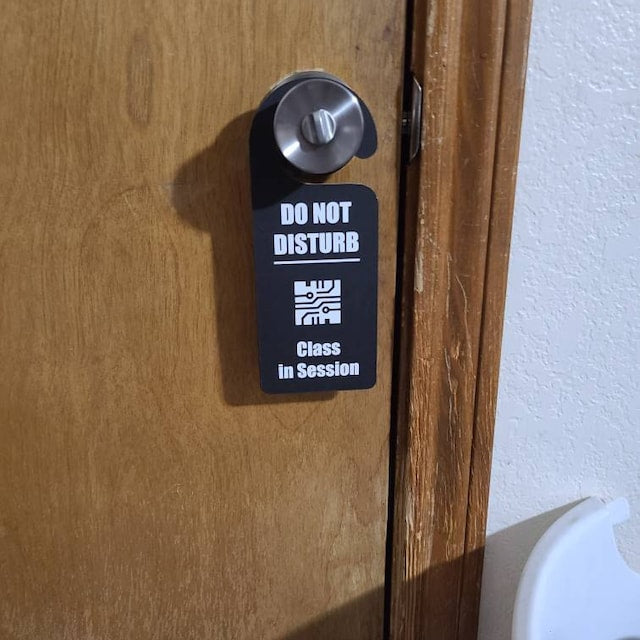 DO NOT
DISTURB
Class
in Session